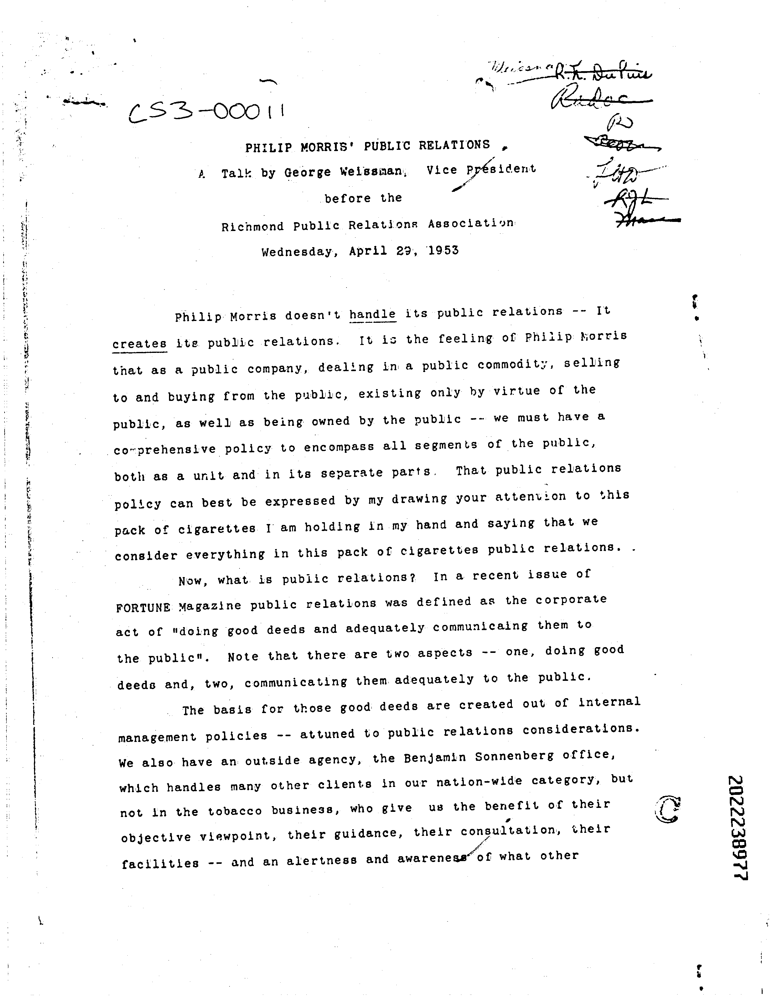 R.K. DuPuis
CS3-00011
PHILIP MORRIS' PUBLIC RELATIONS
A Talk by George Weissman, Vice President
before the
Richmond Public Relations Association
Wednesday, April 29, 1953
Philip Morris doesn't handle its public relations -- It
creates its public relations. It is the feeling of Philip Morris
that as a public company, dealing in a public commodity, selling
to and buying from the public, existing only by virtue of the
public, as well as being owned by the public -- we must have a
co-prehensive policy to encompass all segments of the public,
both as a unit and in its separate parts. That public relations
policy can best be expressed by my drawing your attention to this
pack of cigarettes I am holding in my hand and saying that we
consider everything in this pack of cigarettes public relations. .
Now, what is public relations? In a recent issue of
FORTUNE Magazine public relations was defined as the corporate
act of "doing good deeds and adequately communicaing them to
the public". Note that there are two aspects -- one, doing good
deeds and, two, communicating them adequately to the public.
The basis for those good deeds are created out of internal
management policies -- attuned to public relations considerations.
We also have an outside agency, the Benjamin Sonnenberg office,
which handles many other clients in our nation-wide category, but
not in the tobacco business, who give us the benefit of their
objective viewpoint, their guidance, their consultation, their
facilities -- and an alertness and awareness of what other
C
2022238977